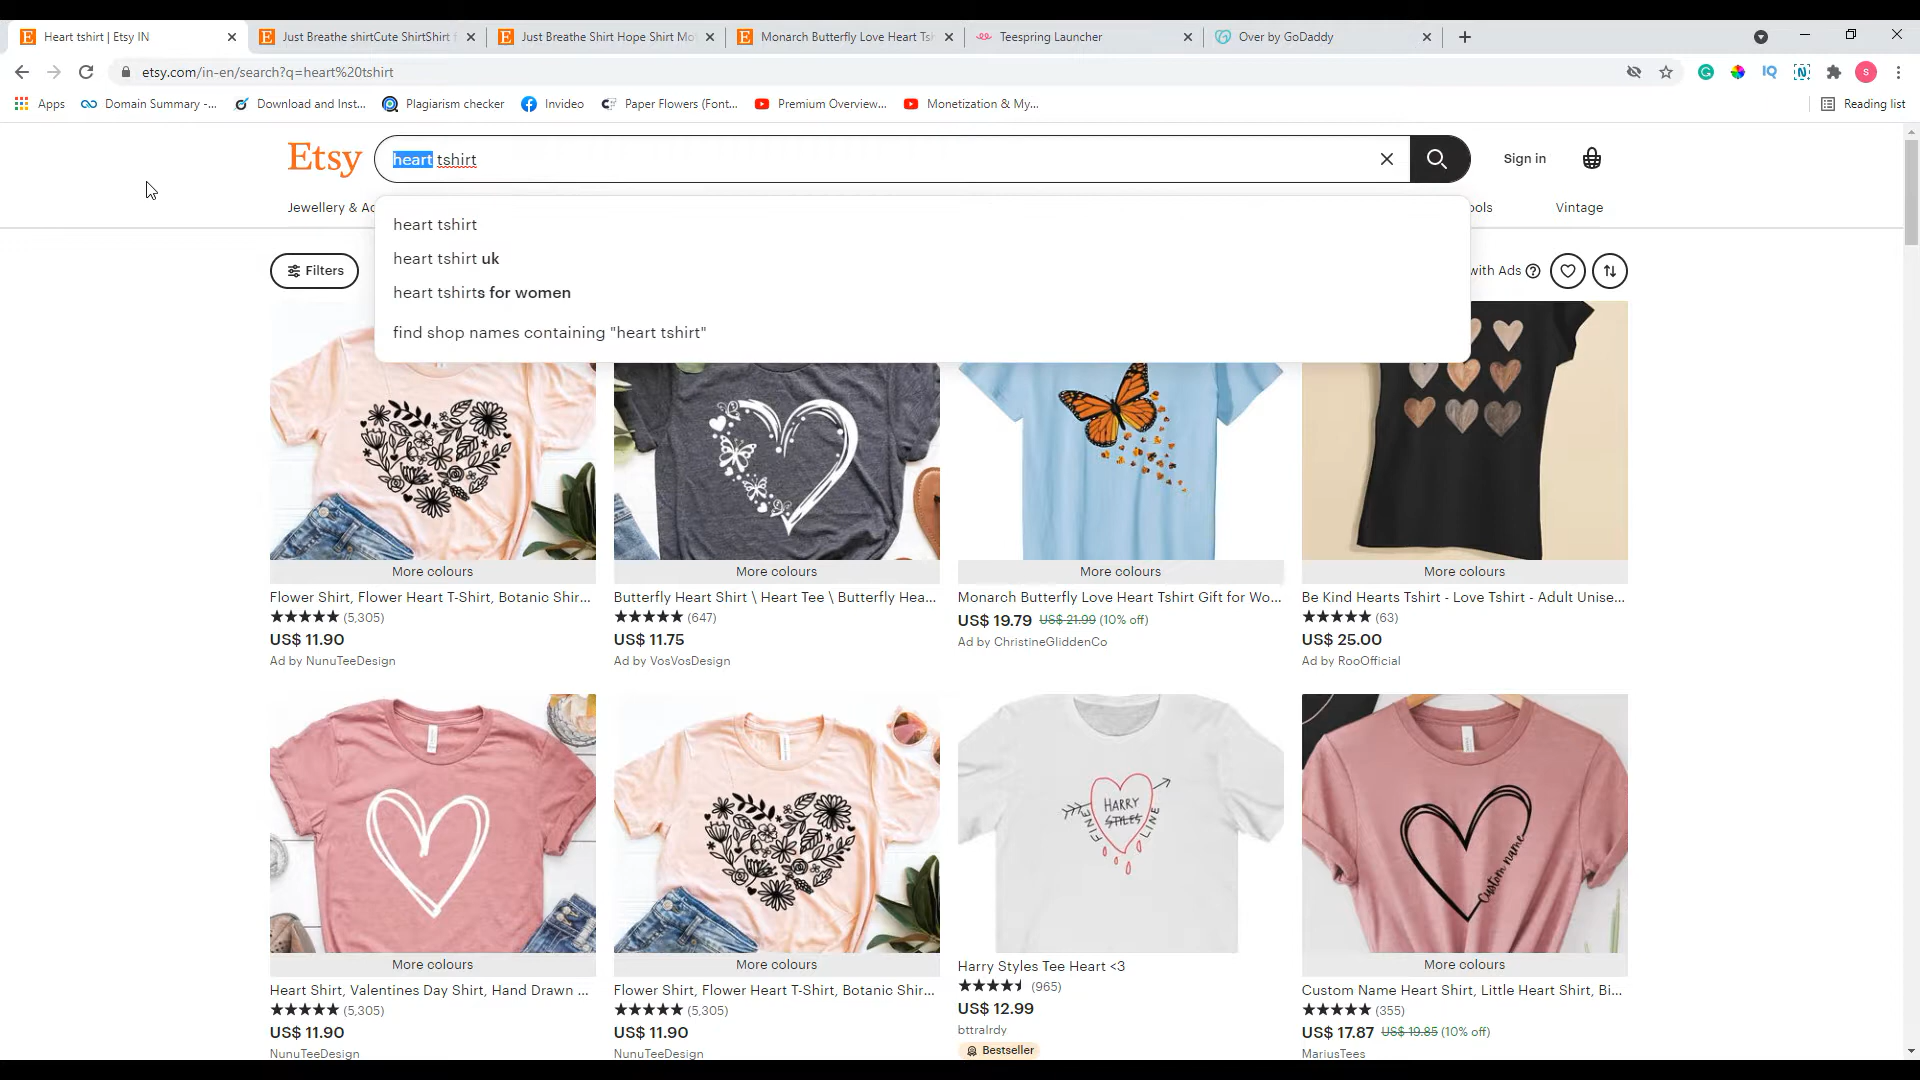 Heart tshirt | Etsy IN
Just Breathe shirtCute ShirtShirt f
Just Breathe Shirt Hope Shirt Mo
Monarch Butterfly Love Heart Tsh
Teespring Launcher
Over by GoDaddy
etsy.com/in-en/search?q=heart%20tshirt
Apps
Domain Summary -...
Download and Inst...
Plagiarism checker
Invideo
Paper Flowers (Font...
Premium Overview...
Monetization & My...
Reading list
Etsy
heart tshirt
Sign in
Jewellery & Ac
ools
Vintage
heart tshirt
heart tshirt uk
heart tshirts for women
find shop names containing "heart tshirt"
Filters
with Ads
More colours
More colours
More colours
More colours
Flower Shirt, Flower Heart T-Shirt, Botanic Shir...
★★★★★ (5,305)
US$ 11.90
Ad by NunuTeeDesign
Butterfly Heart Shirt \ Heart Tee \ Butterfly Hea...
★★★★★ (647)
US$ 11.75
Ad by VosVosDesign
Monarch Butterfly Love Heart Tshirt Gift for Wo...
US$ 19.79 US$ 21.99 (10% off)
Ad by ChristineGliddenCo
Be Kind Hearts Tshirt - Love Tshirt - Adult Unise...
★★★★★ (63)
US$ 25.00
Ad by RooOfficial
HARRY
STYLES
FINE
LINE
Custom name
More colours
More colours
More colours
Heart Shirt, Valentines Day Shirt, Hand Drawn ...
★★★★★ (5,305)
US$ 11.90
NunuTeeDesign
Flower Shirt, Flower Heart T-Shirt, Botanic Shir...
★★★★★ (5,305)
US$ 11.90
NunuTeeDesign
Harry Styles Tee Heart <3
(965)
US$ 12.99
bttralrdy
Bestseller
Custom Name Heart Shirt, Little Heart Shirt, Bi...
★★★★★ (355)
US$ 17.87 US$ 19.85 (10% off)
MariusTees